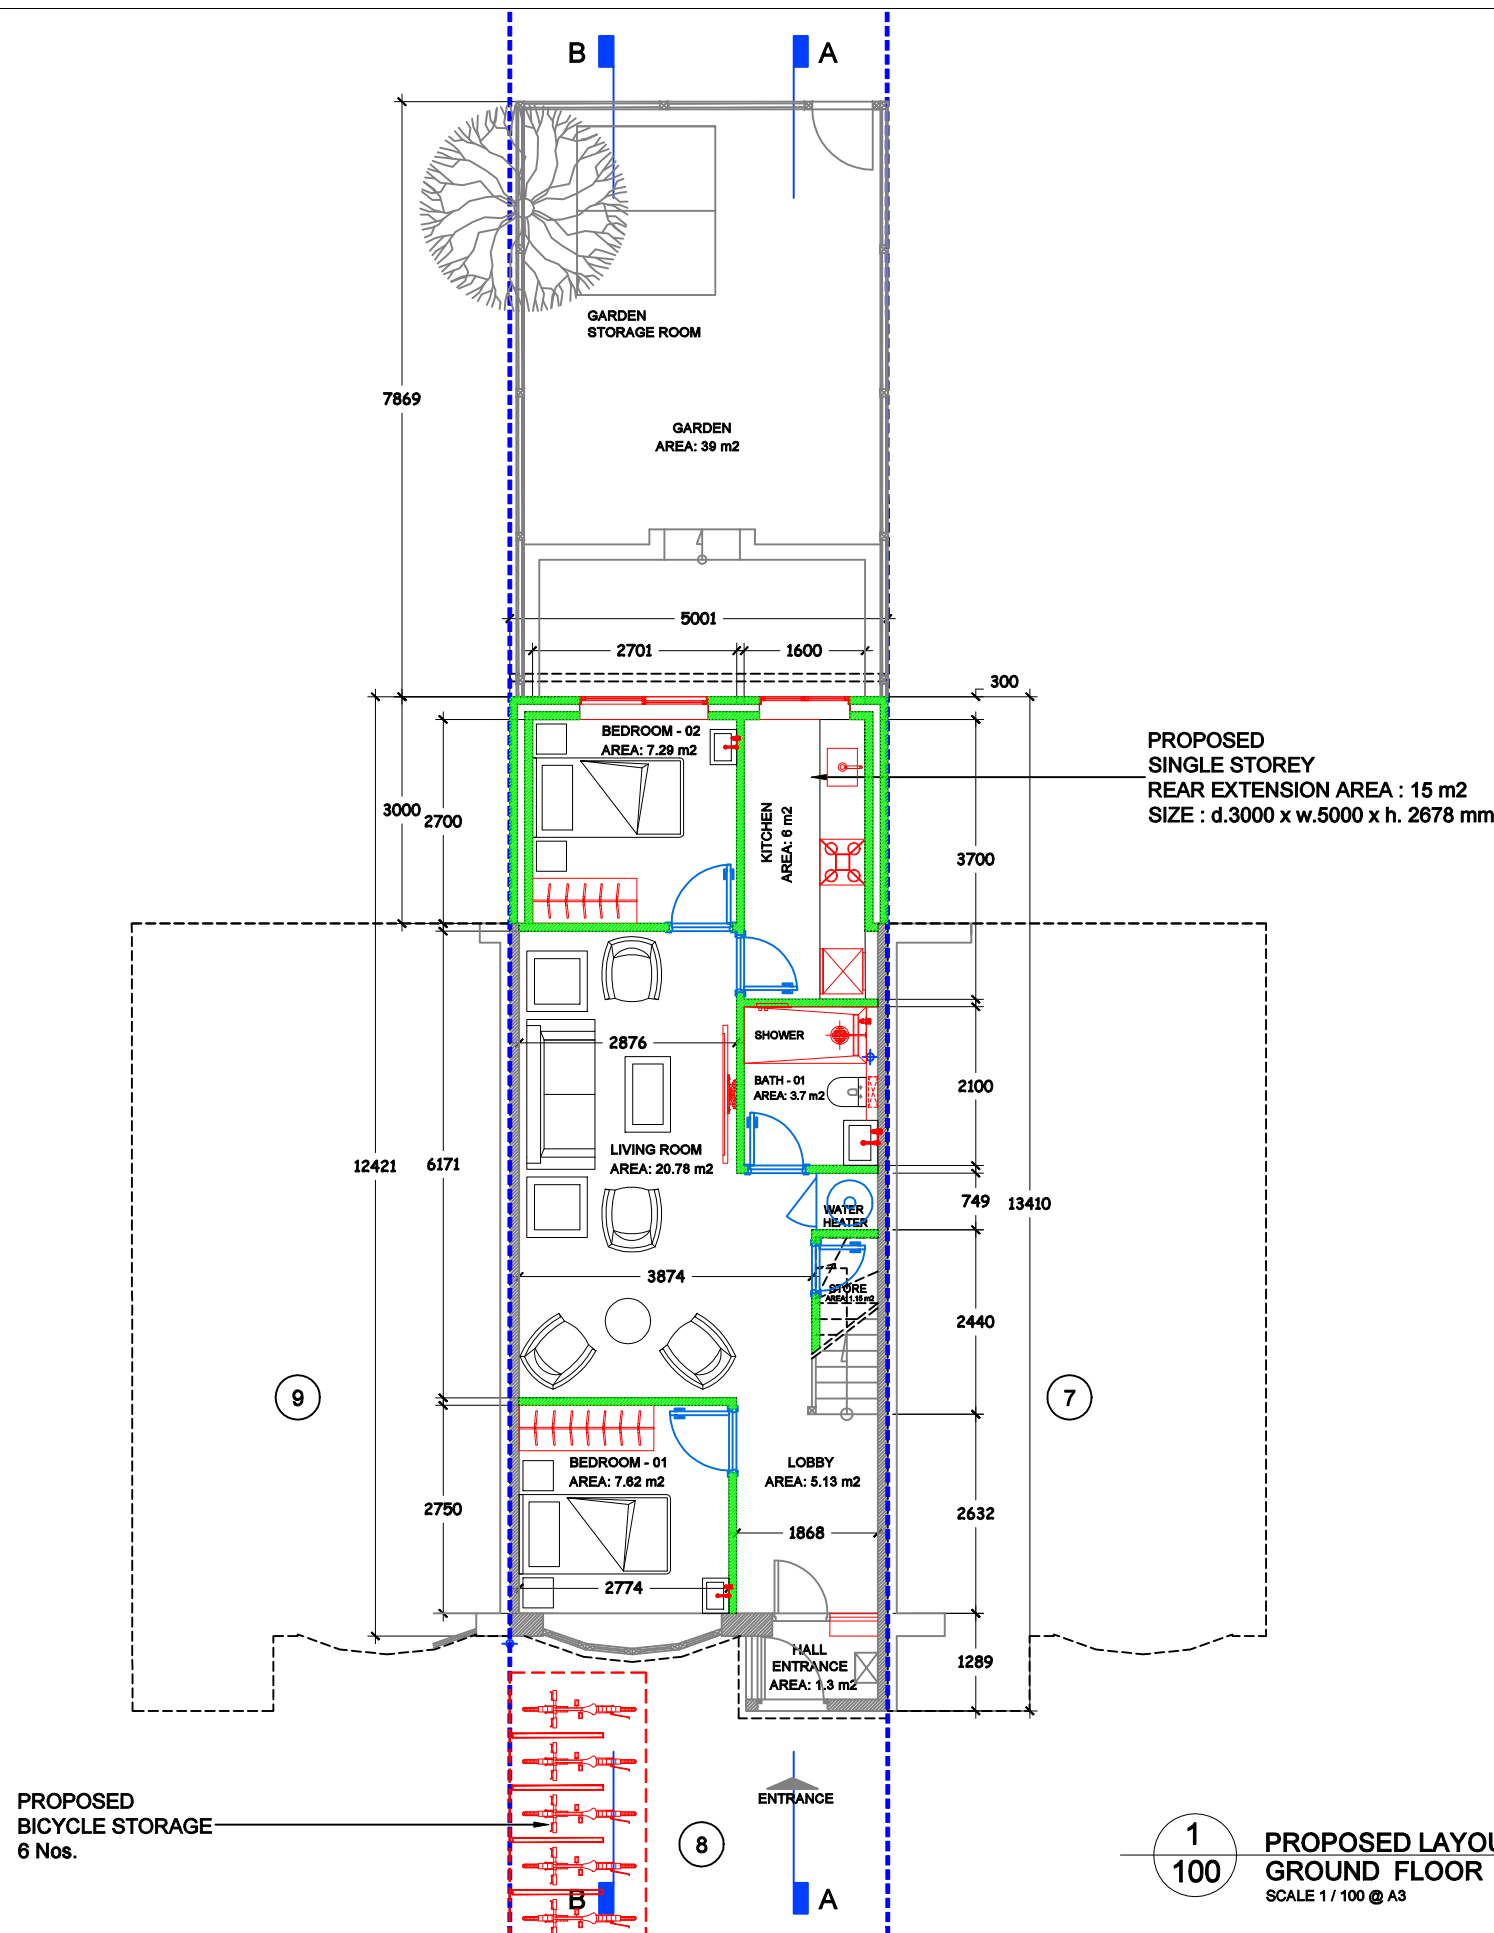 B
A
GARDEN
STORAGE ROOM
7869
GARDEN
AREA: 39 m2
5001
2701
1600
300
BEDROOM - 02
AREA: 7.29 m2
PROPOSED
SINGLE STOREY
REAR EXTENSION AREA : 15 m2
SIZE : d.3000 x w.5000 x h. 2678 mm
3000
2700
KITCHEN
AREA: 6 m2
3700
SHOWER
2876
BATH - 01
AREA: 3.7 m2
2100
LIVING ROOM
AREA: 20.78 m2
12421
6171
749
13410
WATER
HEATER
3874
STORE
AREA: 1.15 m2
2440
9
7
BEDROOM - 01
AREA: 7.62 m2
LOBBY
AREA: 5.13 m2
2750
2632
1868
2774
HALL
ENTRANCE
AREA: 1.3 m2
1289
ENTRANCE
PROPOSED
BICYCLE STORAGE
6 Nos.
8
B
A
1
100
PROPOSED LAYOU
GROUND FLOOR
SCALE 1 / 100 @ A3